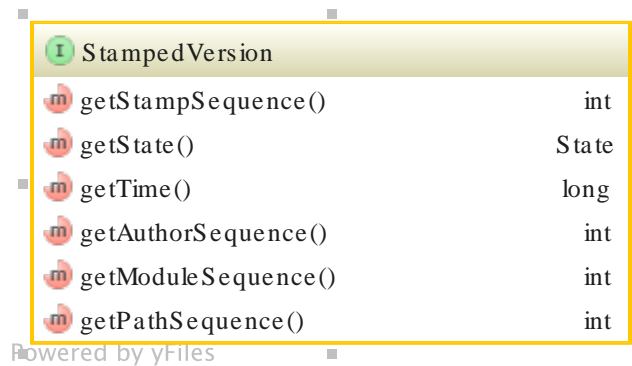 I StampedVersion
m getStampSequence() int
m getState() State
m getTime() long
m getAuthorSequence() int
m getModuleSequence() int
m getPathSequence() int
Powered by yFiles